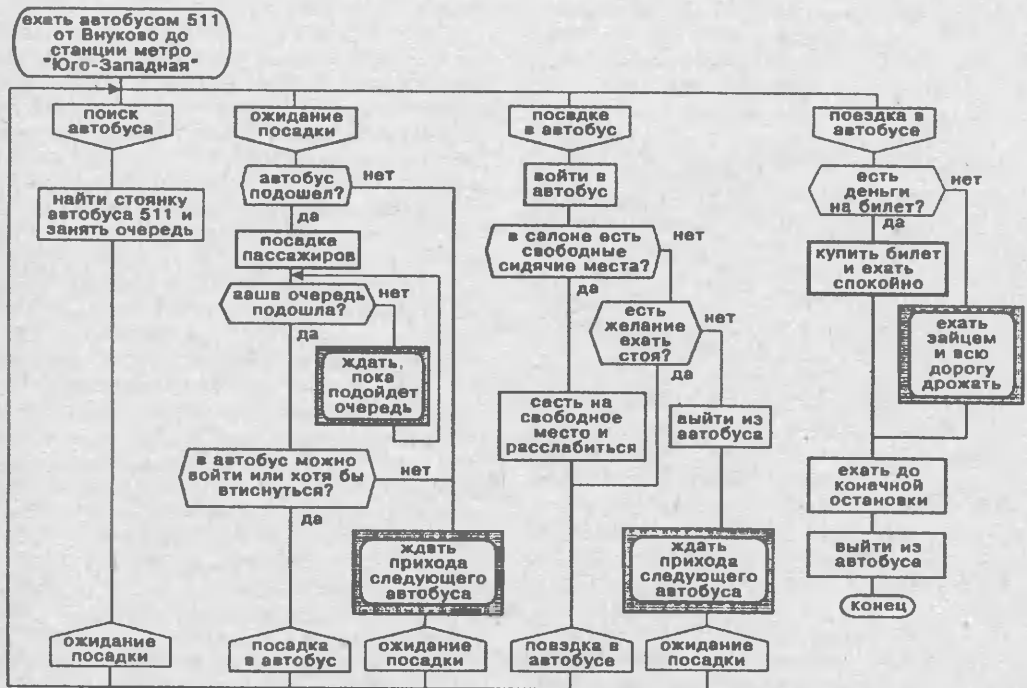 ехать автобусом 511
от Внуково до
станции метро
"Юго-Западная"
поиск
автобуса
найти стоянку
автобуса 511 и
занять очередь
ожидание
посадки
ожидание
посадки
автобус
подошел?
нет
да
посадка
пассажиров
ааша очередь
подошла?
нет
да
ждать,
пока
подойдет
очередь
в автобус можно
войти или хотя бы
втиснуться?
нет
да
ждать
прихода
следующего
автобуса
посадка
в автобус
ожидание
посадки
посадке
в автобус
войти в
автобус
в салоне есть
свободные
сидячие места?
нет
да
есть
желание
ехать
стоя?
нет
да
сесть на
свободное
место и
расслабиться
выйти из
аатобуса
ждать
прихода
следующего
автобуса
поездка в
автобусе
ожидание
посадки
поездка в
автобусе
есть
деньги
на билет?
нет
да
купить билет
и ехать
спокойно
ехать
зайцем
и всю
дорогу
дрожать
ехать до
конечной
остановки
выйти из
автобуса
конец